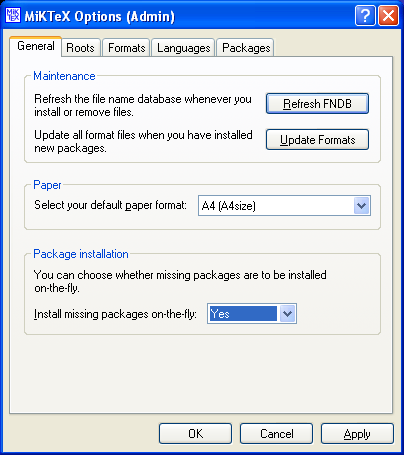 MiKTeX Options (Admin)
General Roots Formats Languages Packages
Maintenance
Refresh the file name database whenever you
install or remove files.
Refresh FNDB
Update all format files when you have installed
new packages.
Update Formats
Paper
Select your default paper format: A4 (A4size)
Package installation
You can choose whether missing packages are to be installed
on-the-fly.
Install missing packages on-the-fly: Yes
OK Cancel Apply